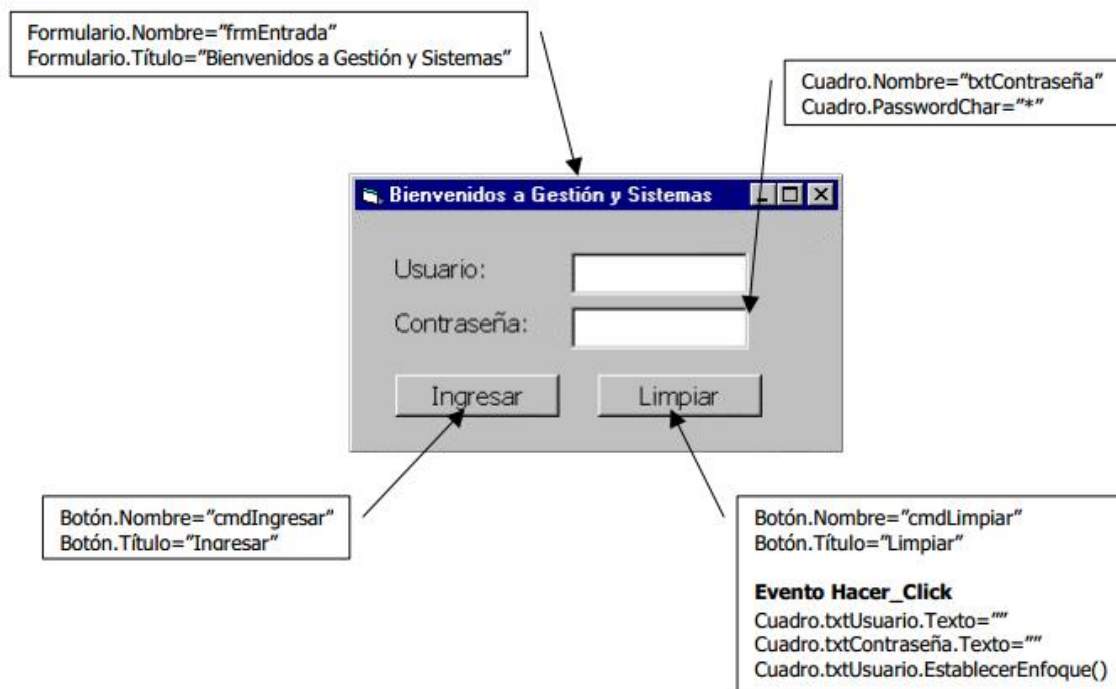 Formulario.Nombre=”frmEntrada”
Formulario.Título=”Bienvenidos a Gestión y Sistemas”
Cuadro.Nombre=”txtContraseña”
Cuadro.PasswordChar=”*”
Bienvenidos a Gestión y Sistemas
Usuario:
Contraseña:
Ingresar
Limpiar
Botón.Nombre=”cmdIngresar”
Botón.Título=”Ingresar”
Botón.Nombre=”cmdLimpiar”
Botón.Título=”Limpiar”
Evento Hacer_Click
Cuadro.txtUsuario.Texto=””
Cuadro.txtContraseña.Texto=””
Cuadro.txtUsuario.EstablecerEnfoque()